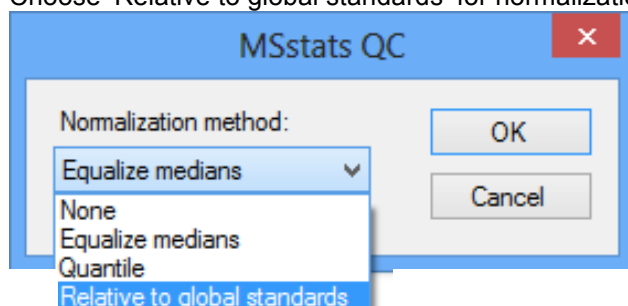 Choose 'Relative to global standards' for normalizatio
MSstats QC
Normalization method:
OK
Equalize medians
Cancel
None
Equalize medians
Quantile
Relative to global standards